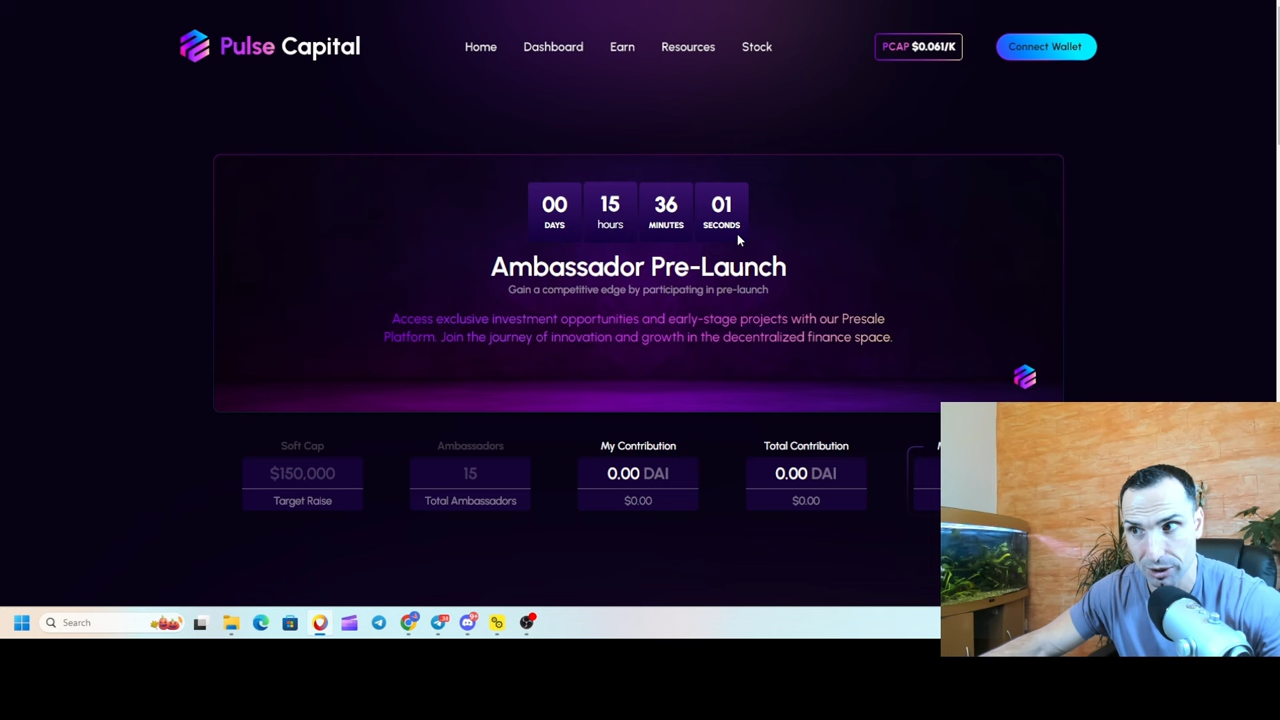 Pulse Capital
Home Dashboard Earn Resources Stock
PCAP $0.061/K
Connect Wallet
00 15 36 01
DAYS hours MINUTES SECONDS
Ambassador Pre-Launch
Gain a competitive edge by participating in pre-launch
Access exclusive investment opportunities and early-stage projects with our Presale
Platform. Join the journey of innovation and growth in the decentralized finance space.
Soft Cap Ambassadors My Contribution Total Contribution
$150,000 15 0.00 DAI 0.00 DAI
Target Raise Total Ambassadors $0.00 $0.00
Search